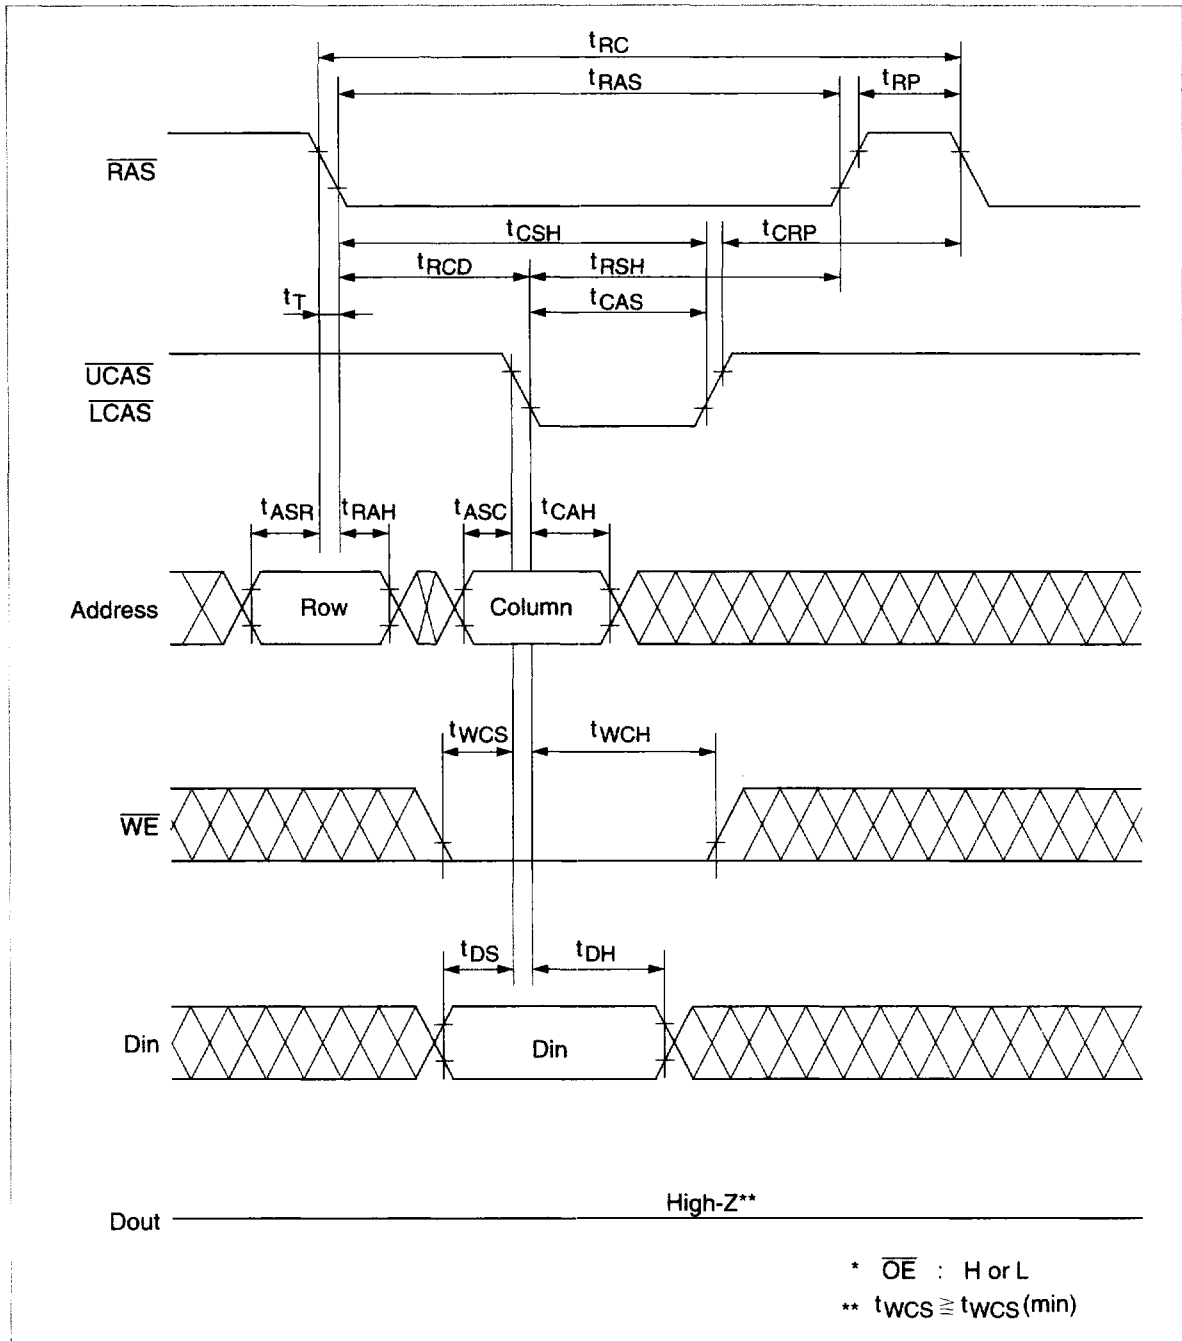 tRC
tRAS
tRP
RAS
tCSH
tCRP
tRCD
tRSH
tT
tCAS
UCAS
LCAS
tASR
tRAH
tASC
tCAH
Address
Row
Column
tWCS
tWCH
WE
tDS
tDH
Din
Din
High-Z**
Dout
* OE : H or L
** tWCS ≧ tWCS(min)